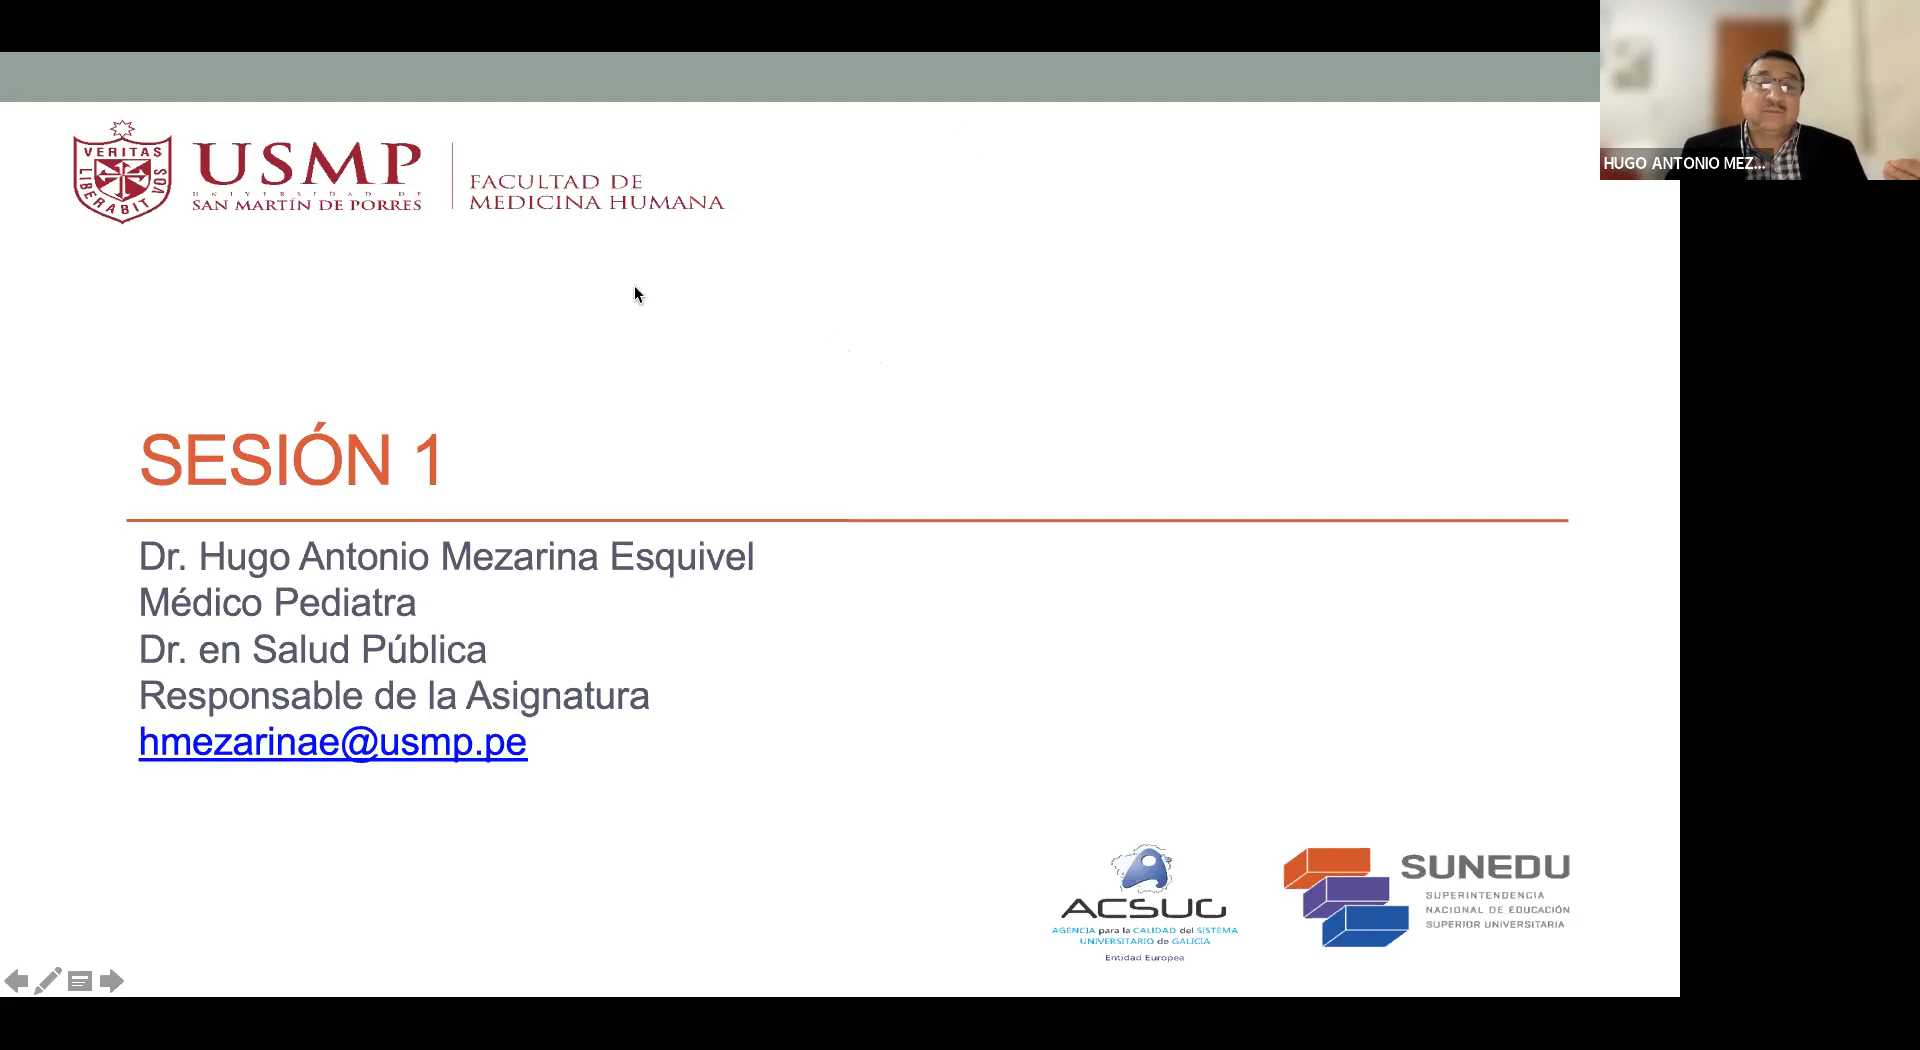 VERITAS
LIBERABIT
VOS
USMP
UNIVERSIDAD DE
SAN MARTÍN DE PORRES
FACULTAD DE
MEDICINA HUMANA
HUGO ANTONIO MEZ...
SESIÓN 1
Dr. Hugo Antonio Mezarina Esquivel
Médico Pediatra
Dr. en Salud Pública
Responsable de la Asignatura
hmezarinae@usmp.pe
ACSUG
AGENCIA para la CALIDAD del SISTEMA
UNIVERSITARIO de GALICIA
Entidad Europea
SUNEDU
SUPERINTENDENCIA
NACIONAL DE EDUCACIÓN
SUPERIOR UNIVERSITARIA